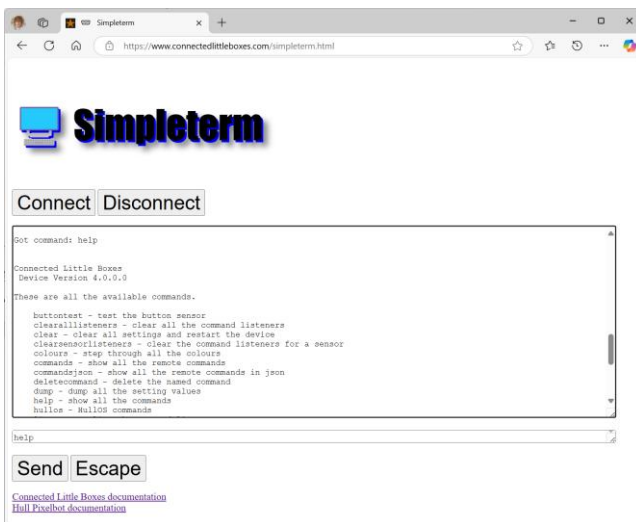 Simpleterm
https://www.connectedlittleboxes.com/simpleterm.html
Simpleterm
Connect Disconnect
Got command: help
Connected Little Boxes
Device Version 4.0.0.0
These are all the available commands.
buttontest - test the button sensor
clearalllisteners - clear all the command listeners
clear - clear all settings and restart the device
clearsensorlisteners - clear the command listeners for a sensor
colours - step through all the colours
commands - show all the remote commands
commandsjson - show all the remote commands in json
deletecommand - delete the named command
dump - dump all the setting values
help - show all the commands
hullos - HullOS commands
help
Send Escape
Connected Little Boxes documentation
Hull Pixelbot documentation